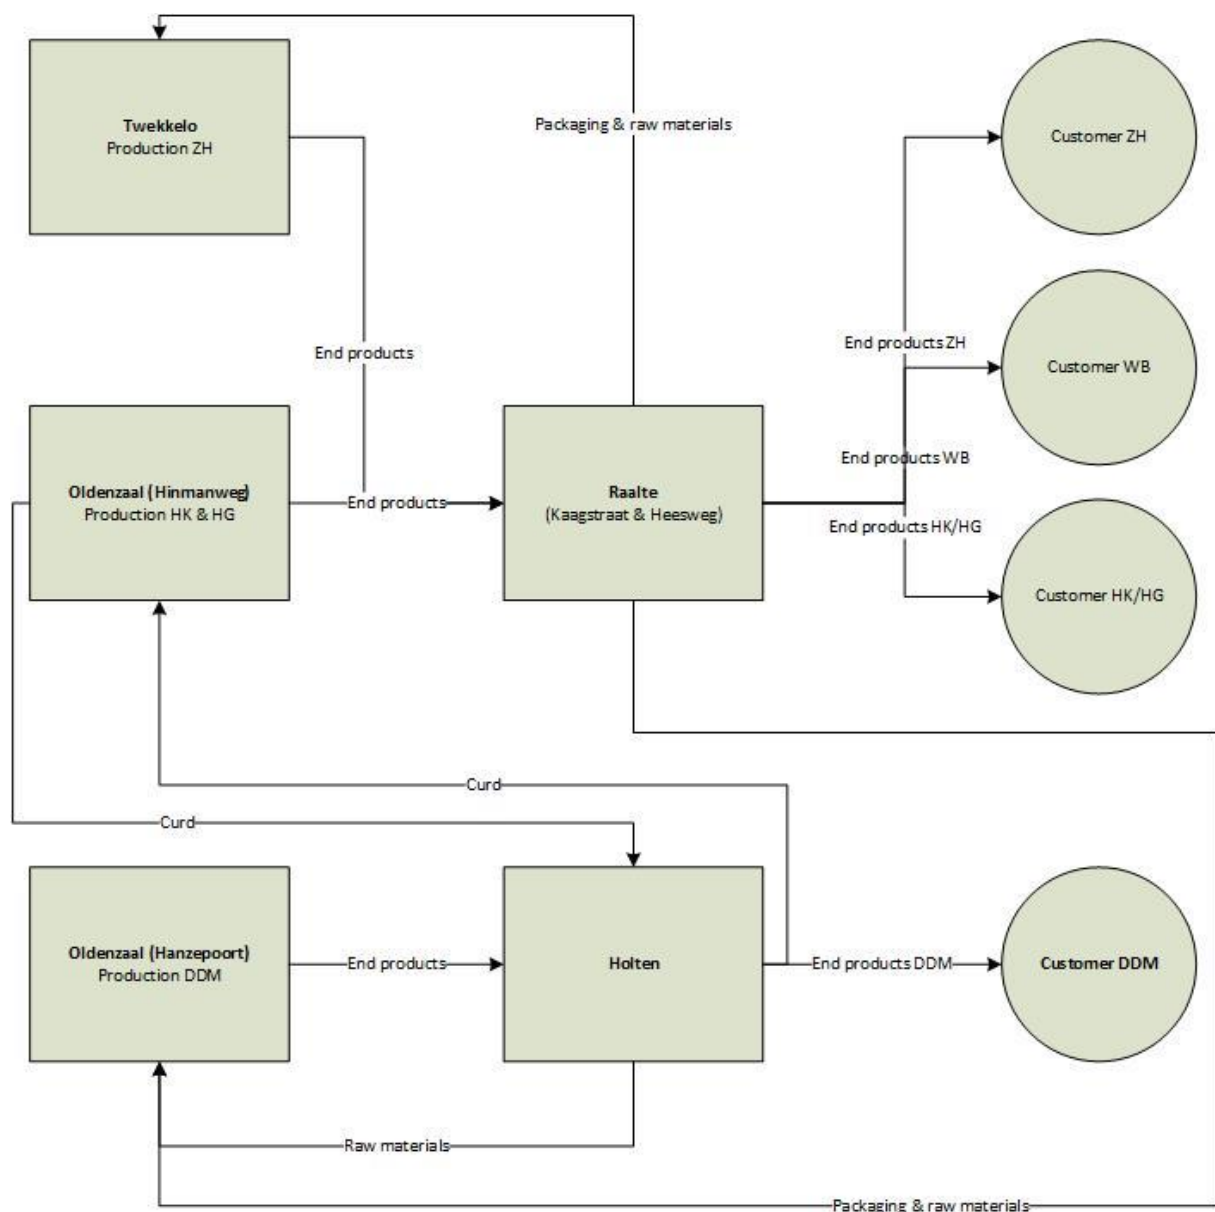 Twekkelo
Production ZH
Packaging & raw materials
Customer ZH
End products
End products ZH
Customer WB
Oldenzaal (Hinmanweg)
Production HK & HG
End products
Raalte
(Kaagstraat & Heesweg)
End products WB
End products HK/HG
Customer HK/HG
Curd
Curd
Oldenzaal (Hanzepoort)
Production DDM
End products
Holten
End products DDM
Customer DDM
Raw materials
Packaging & raw materials